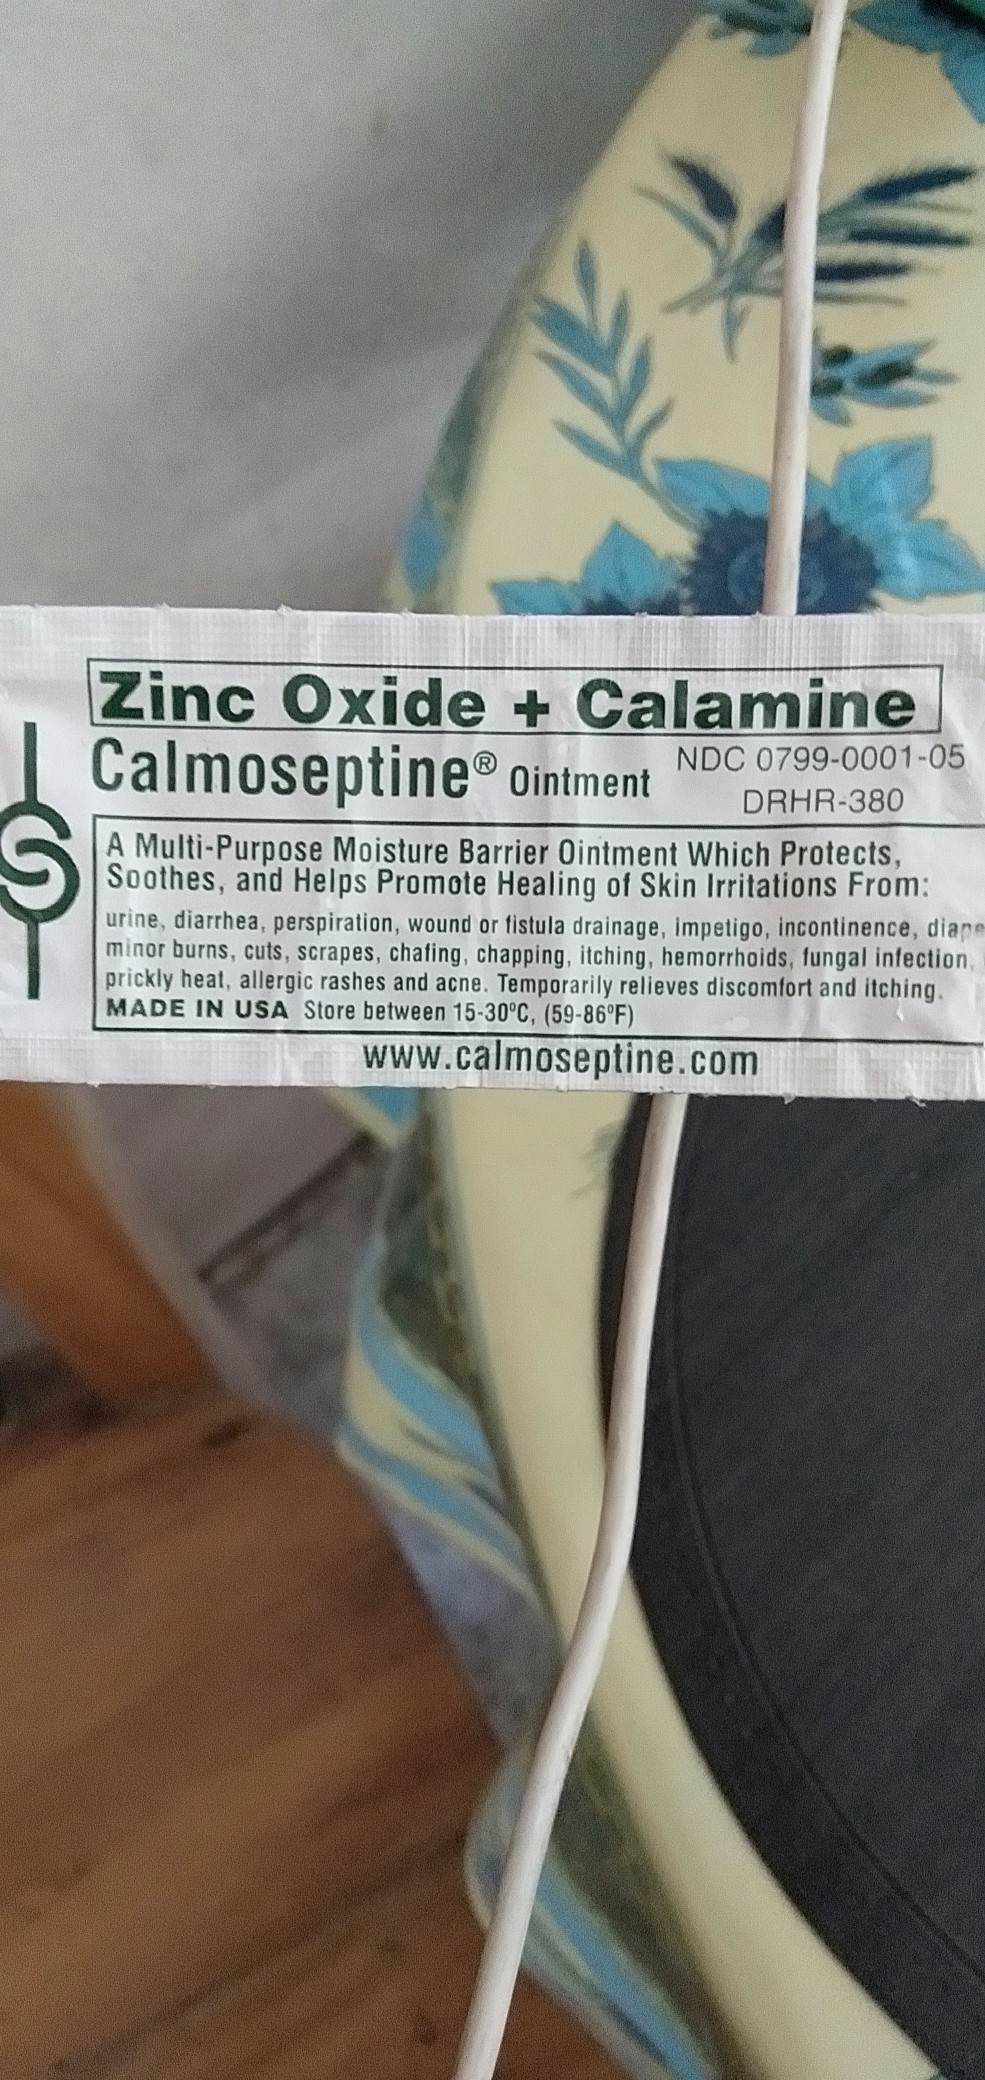 Zinc Oxide + Calamine
Calmoseptine® Ointment NDC 0799-0001-05
DRHR-380
A Multi-Purpose Moisture Barrier Ointment Which Protects,
Soothes, and Helps Promote Healing of Skin Irritations From:
urine, diarrhea, perspiration, wound or fistula drainage, impetigo, incontinence, diape
minor burns, cuts, scrapes, chafing, chapping, itching, hemorrhoids, fungal infection,
prickly heat, allergic rashes and acne. Temporarily relieves discomfort and itching.
MADE IN USA Store between 15-30ºC, (59-86ºF)
www.calmoseptine.com